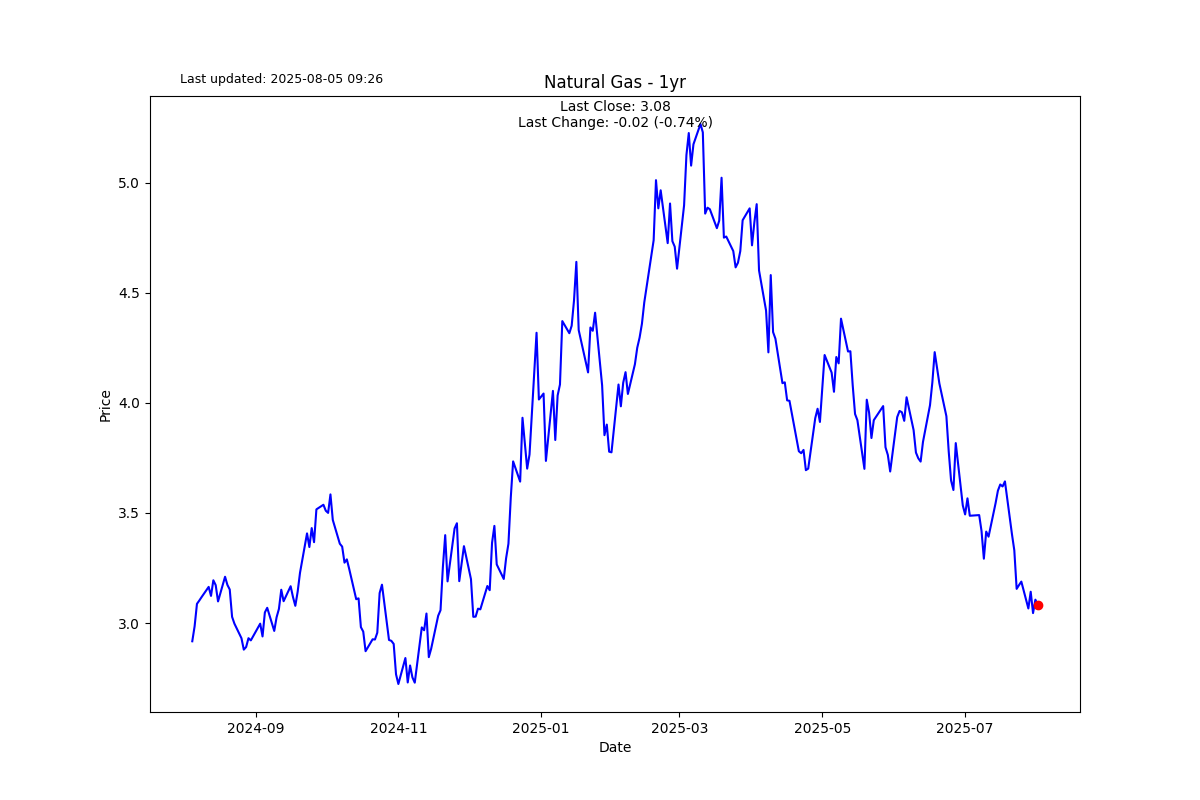 Last updated: 2025-08-05 09:26
Natural Gas - 1yr
Last Close: 3.08
Last Change: -0.02 (-0.74%)
5.0
4.5
4.0
3.5
3.0
Price
2024-09
2024-11
2025-01
2025-03
2025-05
2025-07
Date